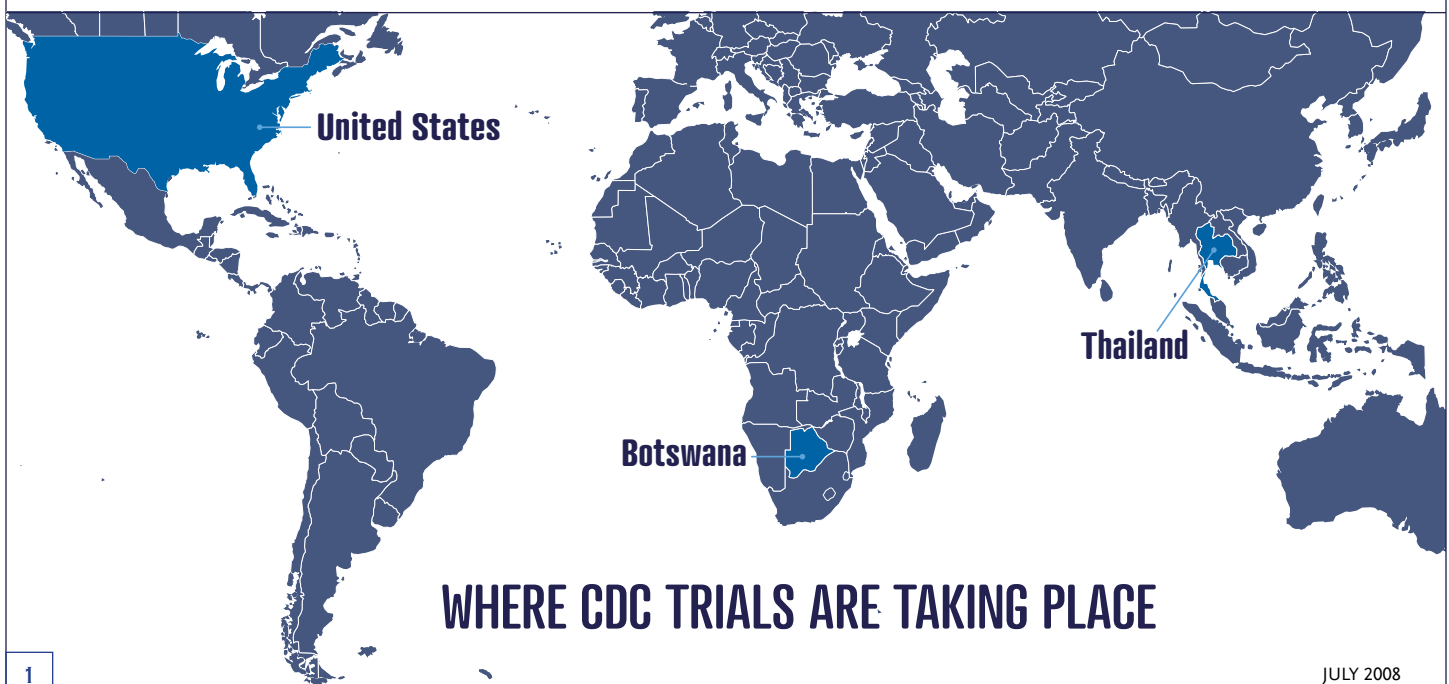 United States
Thailand
Botswana
WHERE CDC TRIALS ARE TAKING PLACE
1
JULY 2008